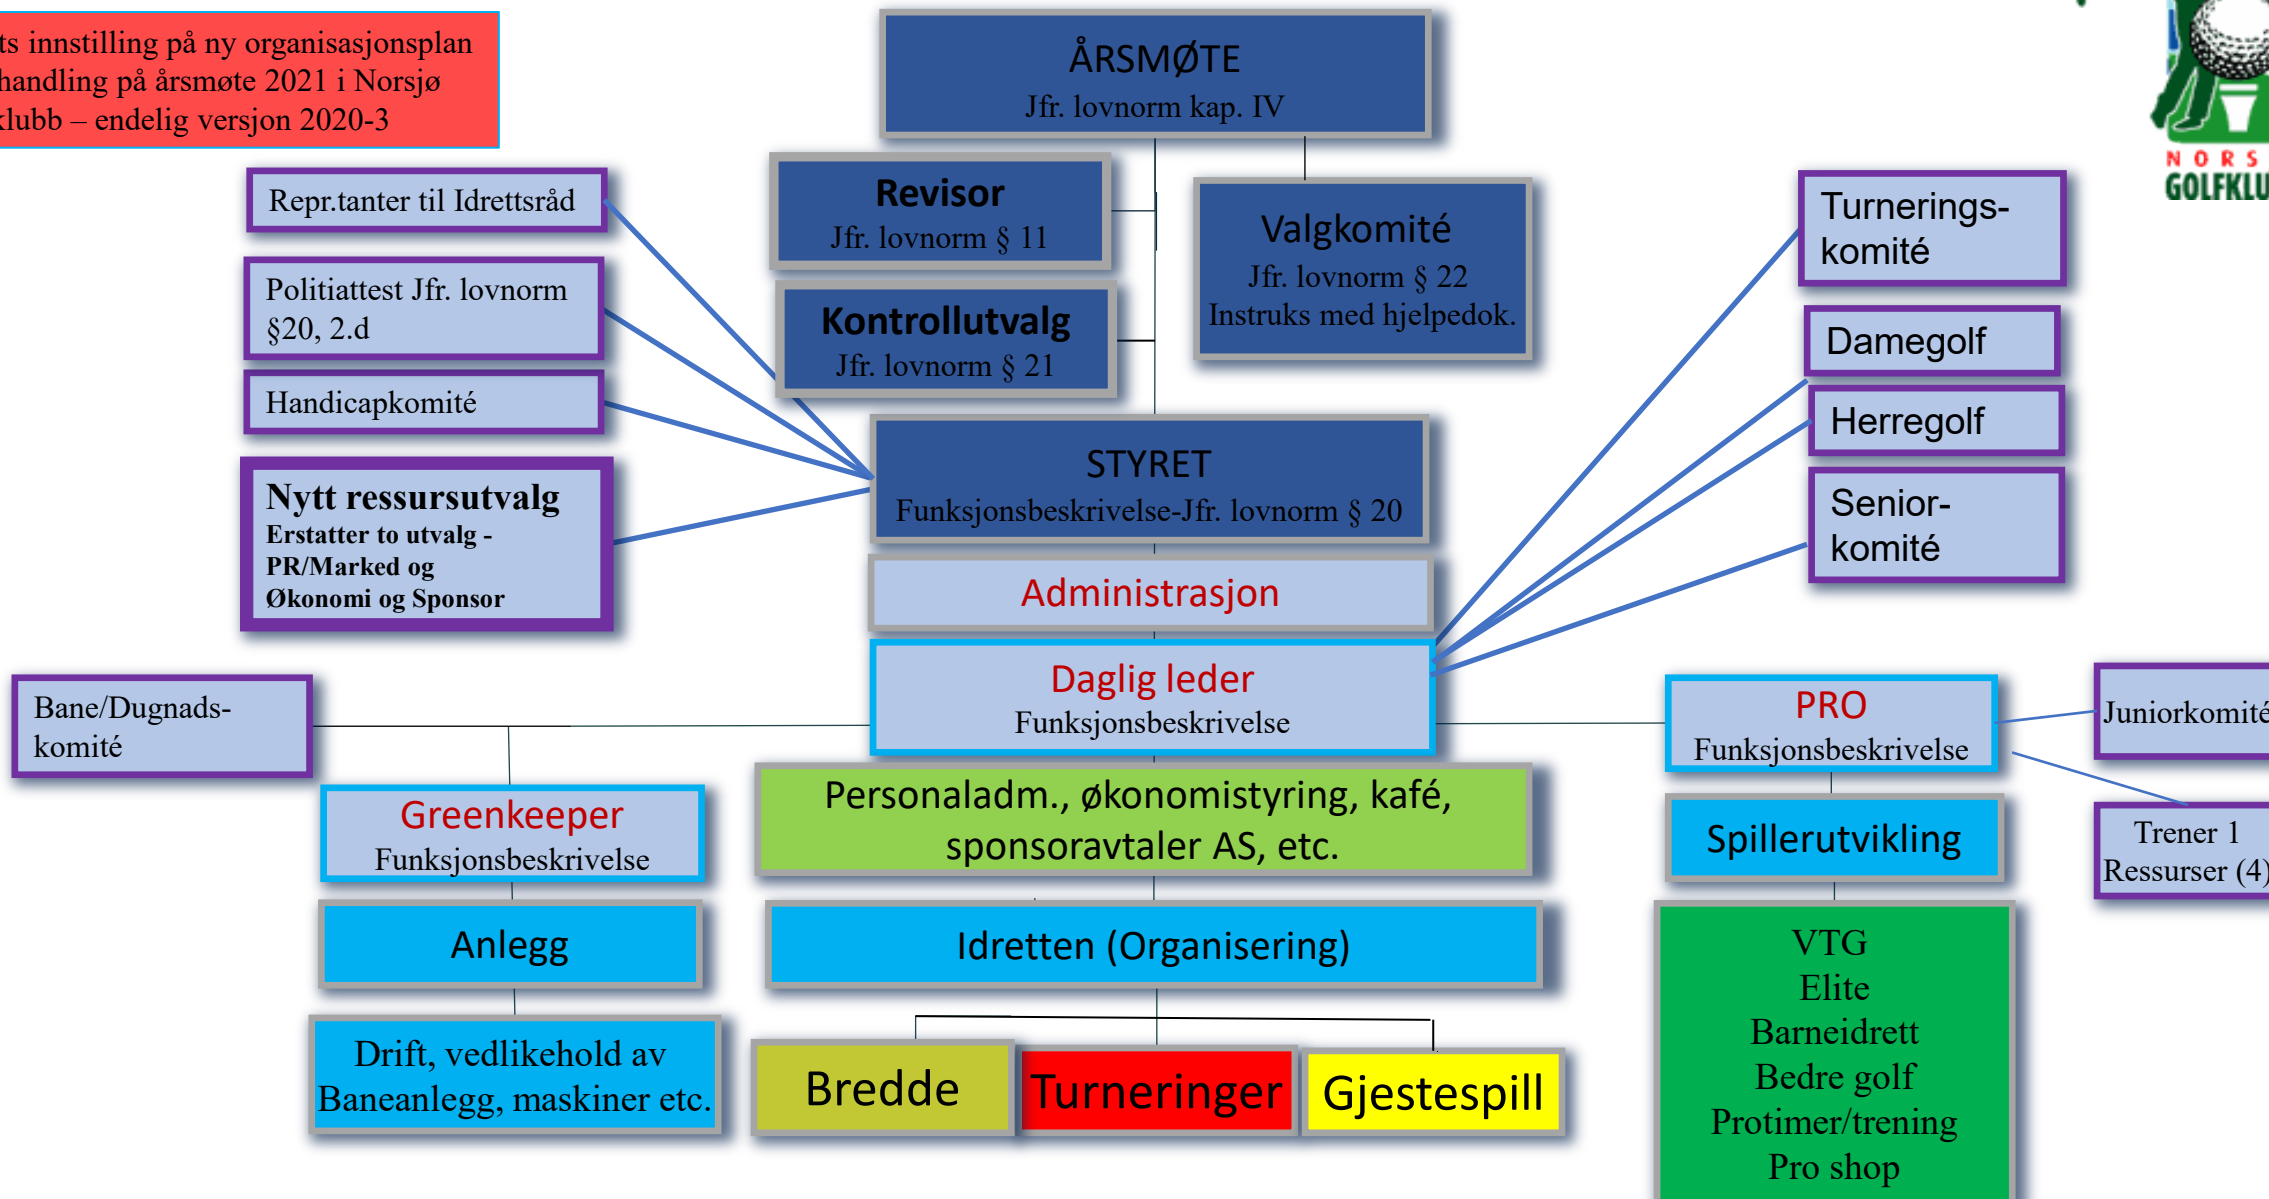 ts innstilling på ny organisasjonsplan
handling på årsmøte 2021 i Norsjø
klubb – endelig versjon 2020-3
ÅRSMØTE
Jfr. lovnorm kap. IV
NORS
GOLFKLU
Revisor
Jfr. lovnorm § 11
Kontrollutvalg
Jfr. lovnorm § 21
Valgkomité
Jfr. lovnorm § 22
Instruks med hjelpedok.
Repr.tanter til Idrettsråd
Politiattest Jfr. lovnorm
§20, 2.d
Handicapkomité
Nytt ressursutvalg
Erstatter to utvalg -
PR/Marked og
Økonomi og Sponsor
Turnerings-
komité
Damegolf
Herregolf
Senior-
komité
STYRET
Funksjonsbeskrivelse-Jfr. lovnorm § 20
Administrasjon
Daglig leder
Funksjonsbeskrivelse
Bane/Dugnads-
komité
Greenkeeper
Funksjonsbeskrivelse
Anlegg
Drift, vedlikehold av
Baneanlegg, maskiner etc.
Personaladm., økonomistyring, kafé,
sponsoravtaler AS, etc.
Idretten (Organisering)
Bredde
Turneringer
Gjestespill
PRO
Funksjonsbeskrivelse
Juniorkomité
Trener 1
Ressurser (4)
Spillerutvikling
VTG
Elite
Barneidrett
Bedre golf
Protimer/trening
Pro shop